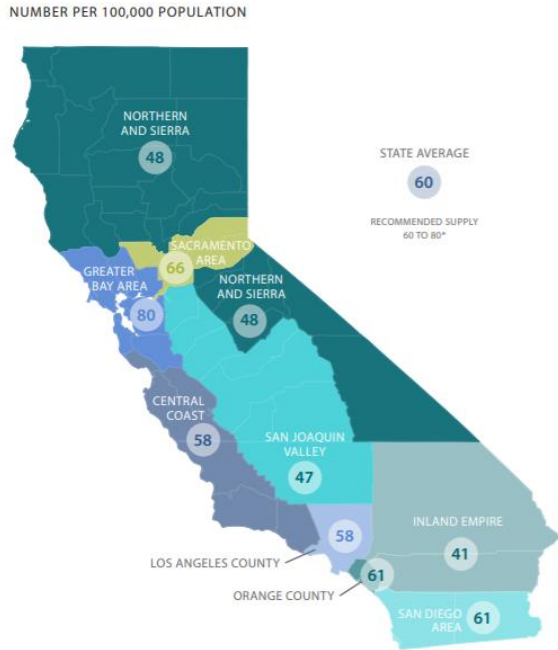 NUMBER PER 100,000 POPULATION
NORTHERN
AND SIERRA
48
STATE AVERAGE
60
RECOMMENDED SUPPLY
60 TO 80*
SACRAMENTO
AREA
66
GREATER
BAY AREA
80
NORTHERN
AND SIERRA
48
CENTRAL
COAST
58
SAN JOAQUIN
VALLEY
47
INLAND EMPIRE
41
58
LOS ANGELES COUNTY
61
ORANGE COUNTY
SAN DIEGO
AREA
61